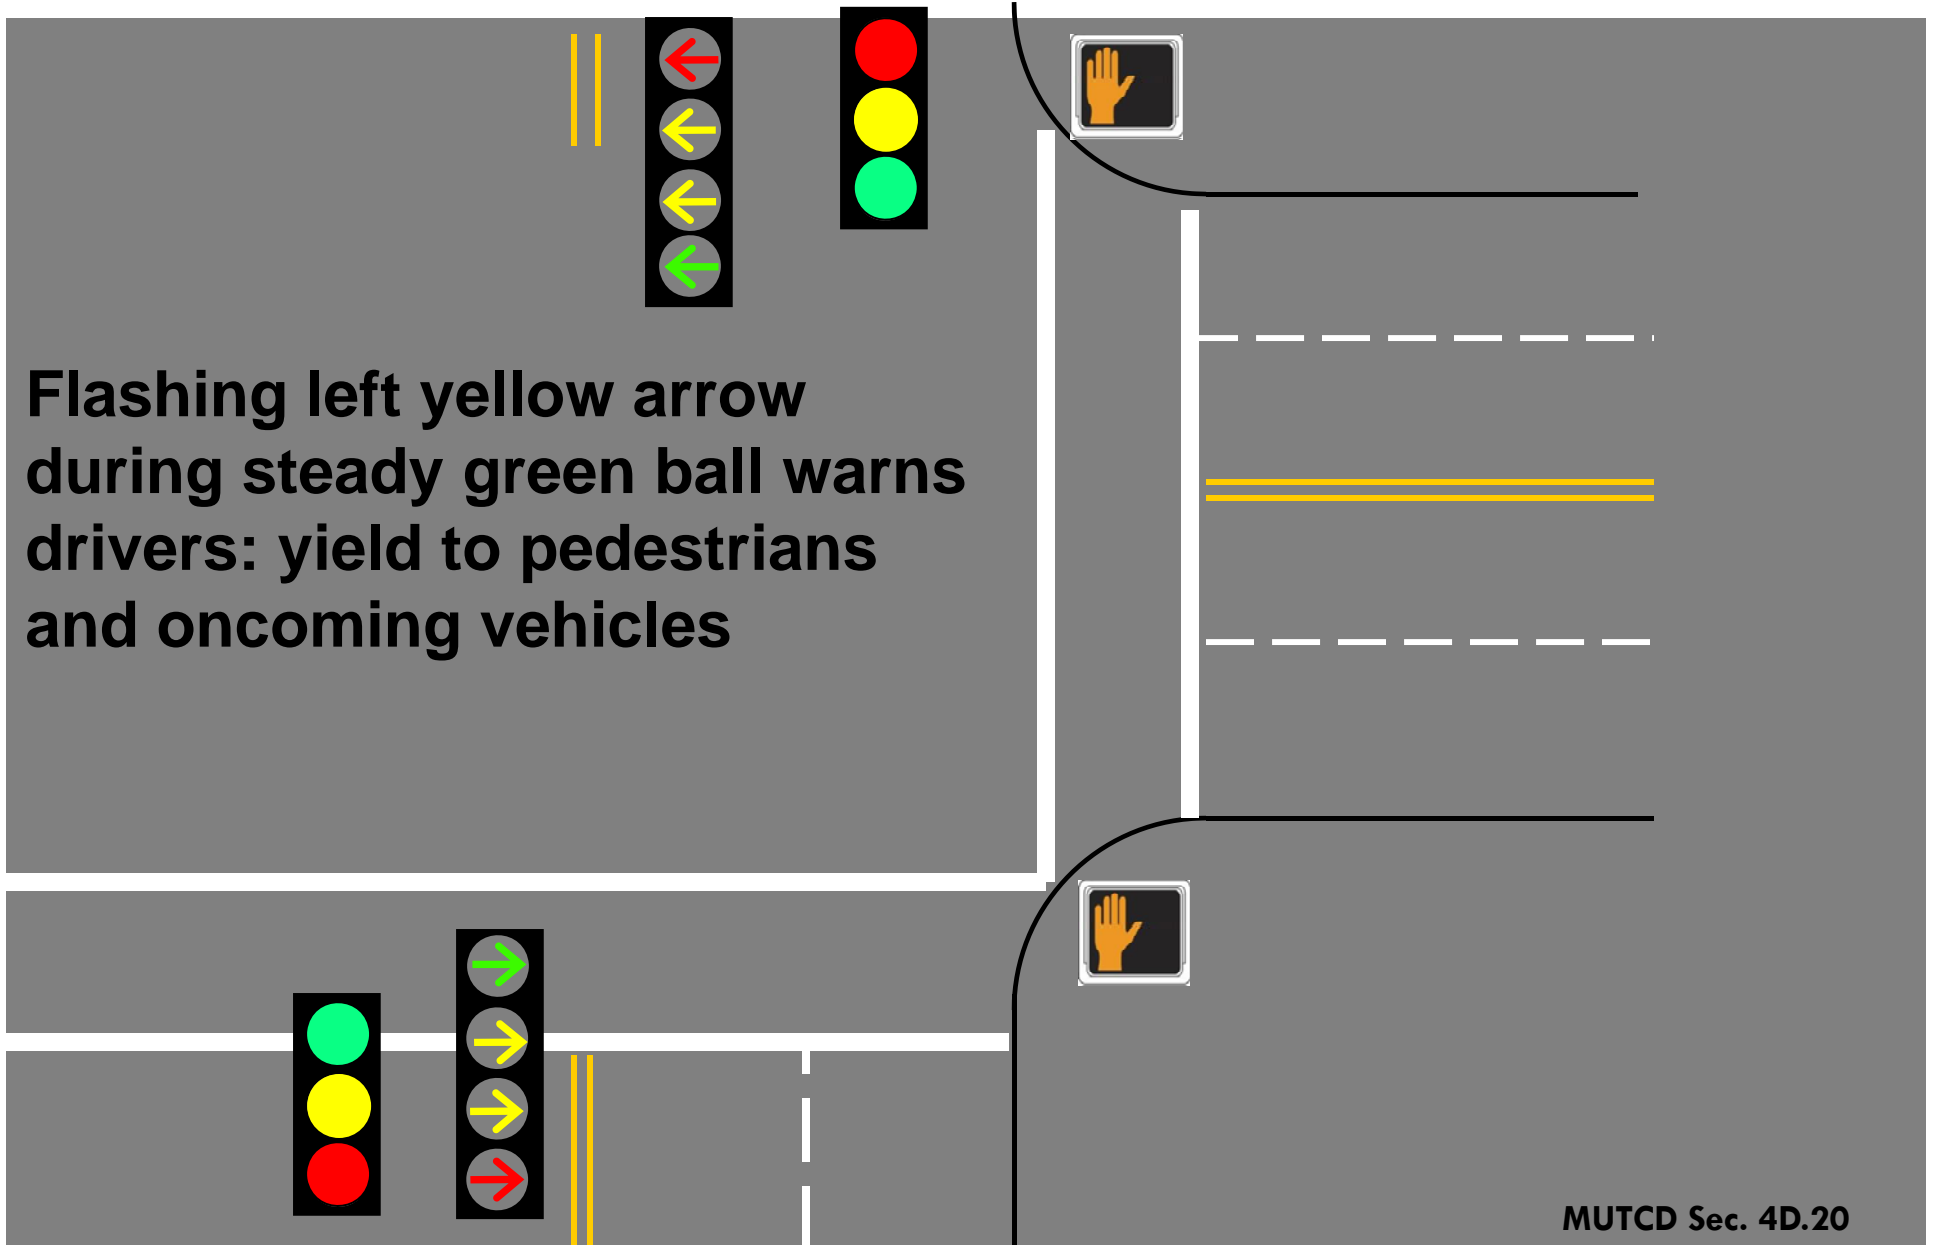 Flashing left yellow arrow
during steady green ball warns
drivers: yield to pedestrians
and oncoming vehicles
MUTCD Sec. 4D.20